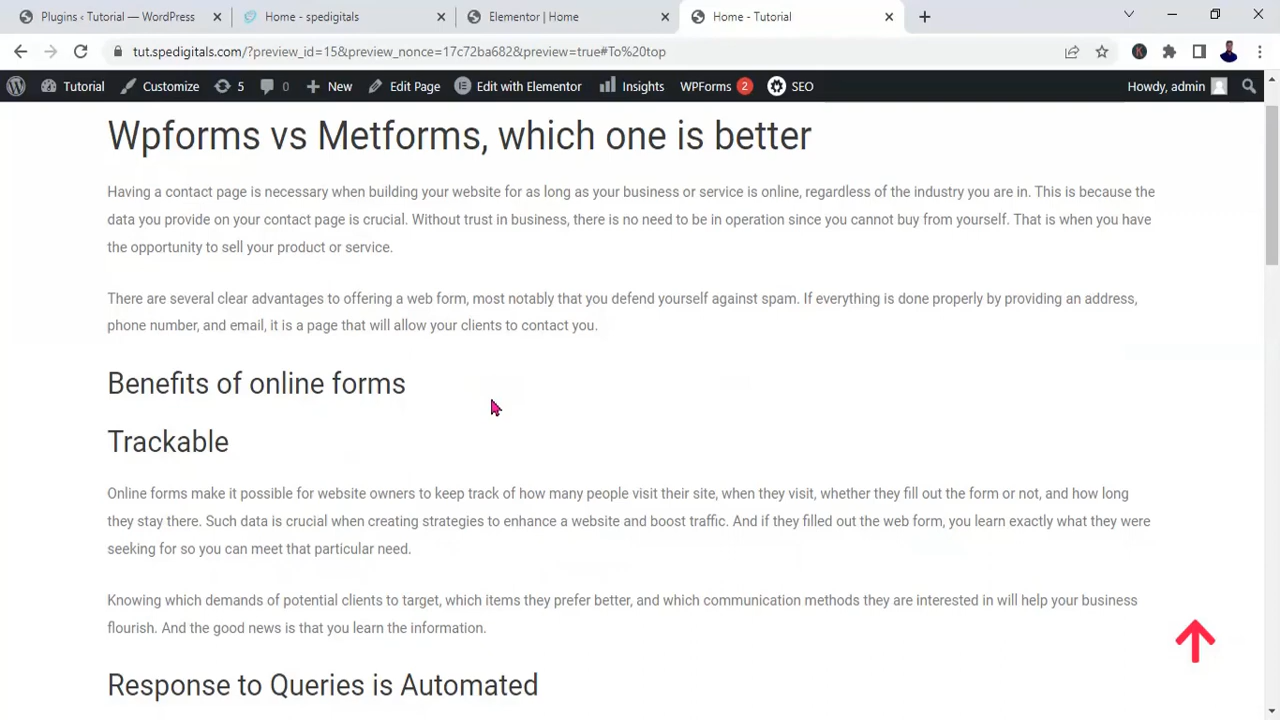 Plugins ‹ Tutorial — WordPress
Home - spedigitals
Elementor | Home
Home - Tutorial
tut.spedigitals.com/?preview_id=15&preview_nonce=17c72ba682&preview=true#To%20top
K
Tutorial
Customize
5
0
New
Edit Page
Edit with Elementor
Insights
WPForms 2
SEO
Howdy, admin
Wpforms vs Metforms, which one is better
Having a contact page is necessary when building your website for as long as your business or service is online, regardless of the industry you are in. This is because the
data you provide on your contact page is crucial. Without trust in business, there is no need to be in operation since you cannot buy from yourself. That is when you have
the opportunity to sell your product or service.
There are several clear advantages to offering a web form, most notably that you defend yourself against spam. If everything is done properly by providing an address,
phone number, and email, it is a page that will allow your clients to contact you.
Benefits of online forms
Trackable
Online forms make it possible for website owners to keep track of how many people visit their site, when they visit, whether they fill out the form or not, and how long
they stay there. Such data is crucial when creating strategies to enhance a website and boost traffic. And if they filled out the web form, you learn exactly what they were
seeking for so you can meet that particular need.
Knowing which demands of potential clients to target, which items they prefer better, and which communication methods they are interested in will help your business
flourish. And the good news is that you learn the information.
Response to Queries is Automated